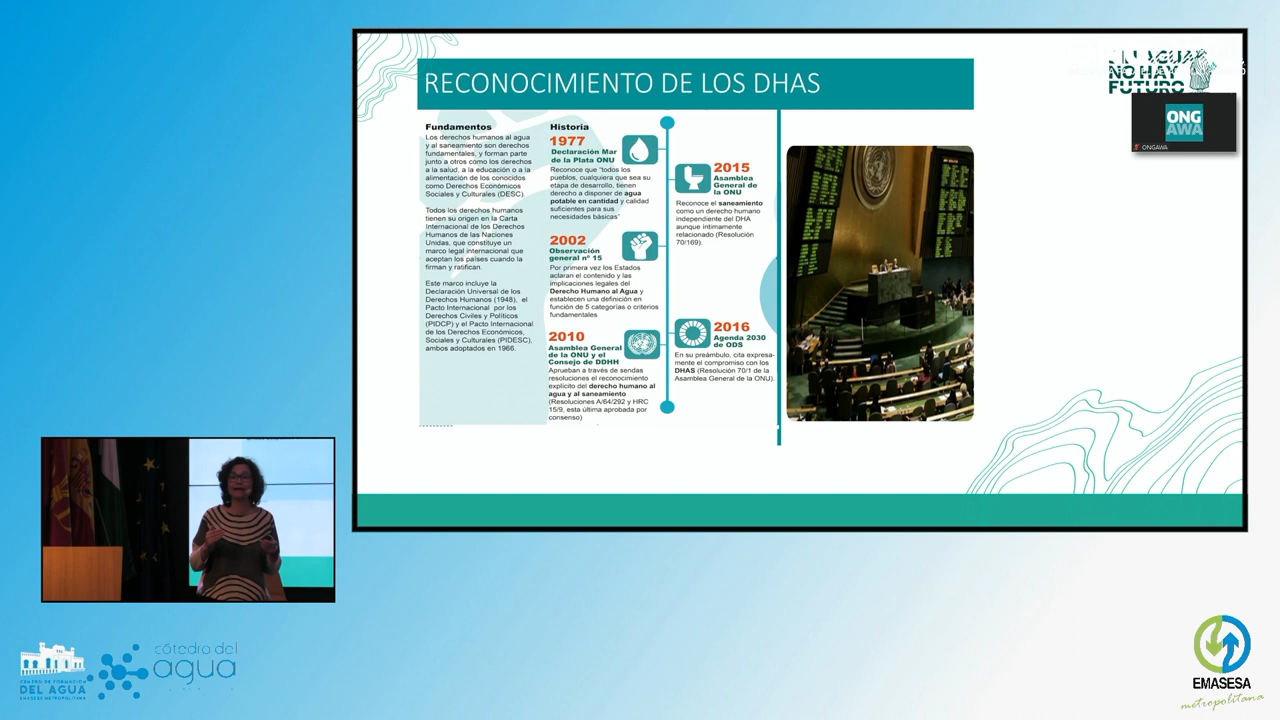 RECONOCIMIENTO DE LOS DHAS
Fundamentos
Los derechos humanos al agua
y al saneamiento son derechos
fundamentales, y forman parte
junto a otros como los derechos
a la salud, a la educación o a la
alimentación de los conocidos
como Derechos Económicos
Sociales y Culturales (DESC)
Todos los derechos humanos
tienen su origen en la Carta
Internacional de los Derechos
Humanos de las Naciones
Unidas, que constituye un
marco legal internacional que
aceptan los países cuando la
firman y ratifican.
Este marco incluye la
Declaración Universal de los
Derechos Humanos (1948), el
Pacto Internacional por los
Derechos Civiles y Políticos
(PIDCP) y el Pacto Internacional
de los Derechos Económicos,
Sociales y Culturales (PIDESC),
ambos adoptados en 1966.
Historia
1977
Declaración Mar
de la Plata ONU
Reconoce que "todos los
pueblos, cualquiera que sea su
etapa de desarrollo, tienen
derecho a disponer de agua
potable en cantidad y calidad
suficientes para sus
necesidades básicas"
2002
Observación
general nº 15
Por primera vez los Estados
aclaran el contenido y las
implicaciones legales del
Derecho Humano al Agua y
establecen una definición en
función de 5 categorías o criterios
fundamentales
2010
Asamblea General
de la ONU y el
Consejo de DDHH
Aprueban a través de sendas
resoluciones el reconocimiento
explícito del derecho humano al
agua y al saneamiento
(Resoluciones A/64/292 y HRC
15/9, esta última aprobada por
consenso)
2015
Asamblea
General de
la ONU
Reconoce el saneamiento
como un derecho humano
independiente del DHA
aunque intimamente
relacionado (Resolución
70/169).
2016
Agenda 2030
de ODS
En su preámbulo, cita expresa-
mente el compromiso con los
DHAS (Resolución 70/1 de la
Asamblea General de la ONU).
SIN AGUA
NO HAY
FUTURO
ONG
AWA
ONGAWA
CENTRO DE FORMACIÓN
DEL AGUA
EMASESA METROPOLITANA
cátedra del
agua
EMASESA
metropolitana